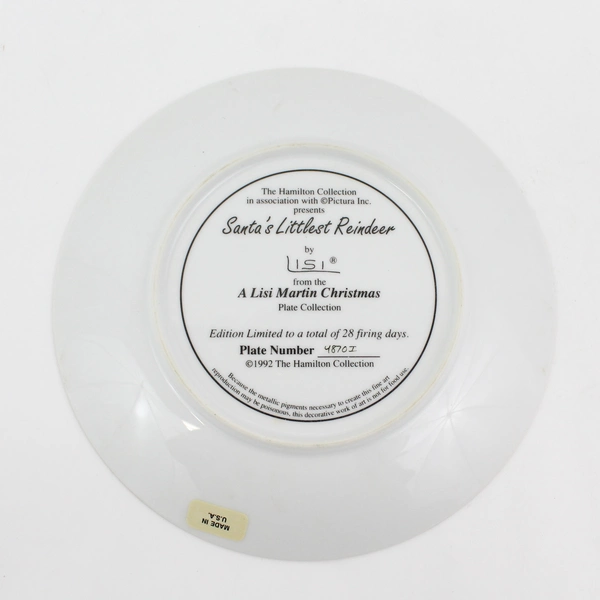 The Hamilton Collection
in association with ©Pictura Inc.
presents
Santa's Littlest Reindeer
by
LISI®
from the
A Lisi Martin Christmas
Plate Collection
Edition Limited to a total of 28 firing days.
Plate Number 4870I
©1992 The Hamilton Collection
Because the metallic pigments necessary to create this fine art
reproduction may be poisonous, this decorative work of art is not for food use.
MADE IN
U.S.A.